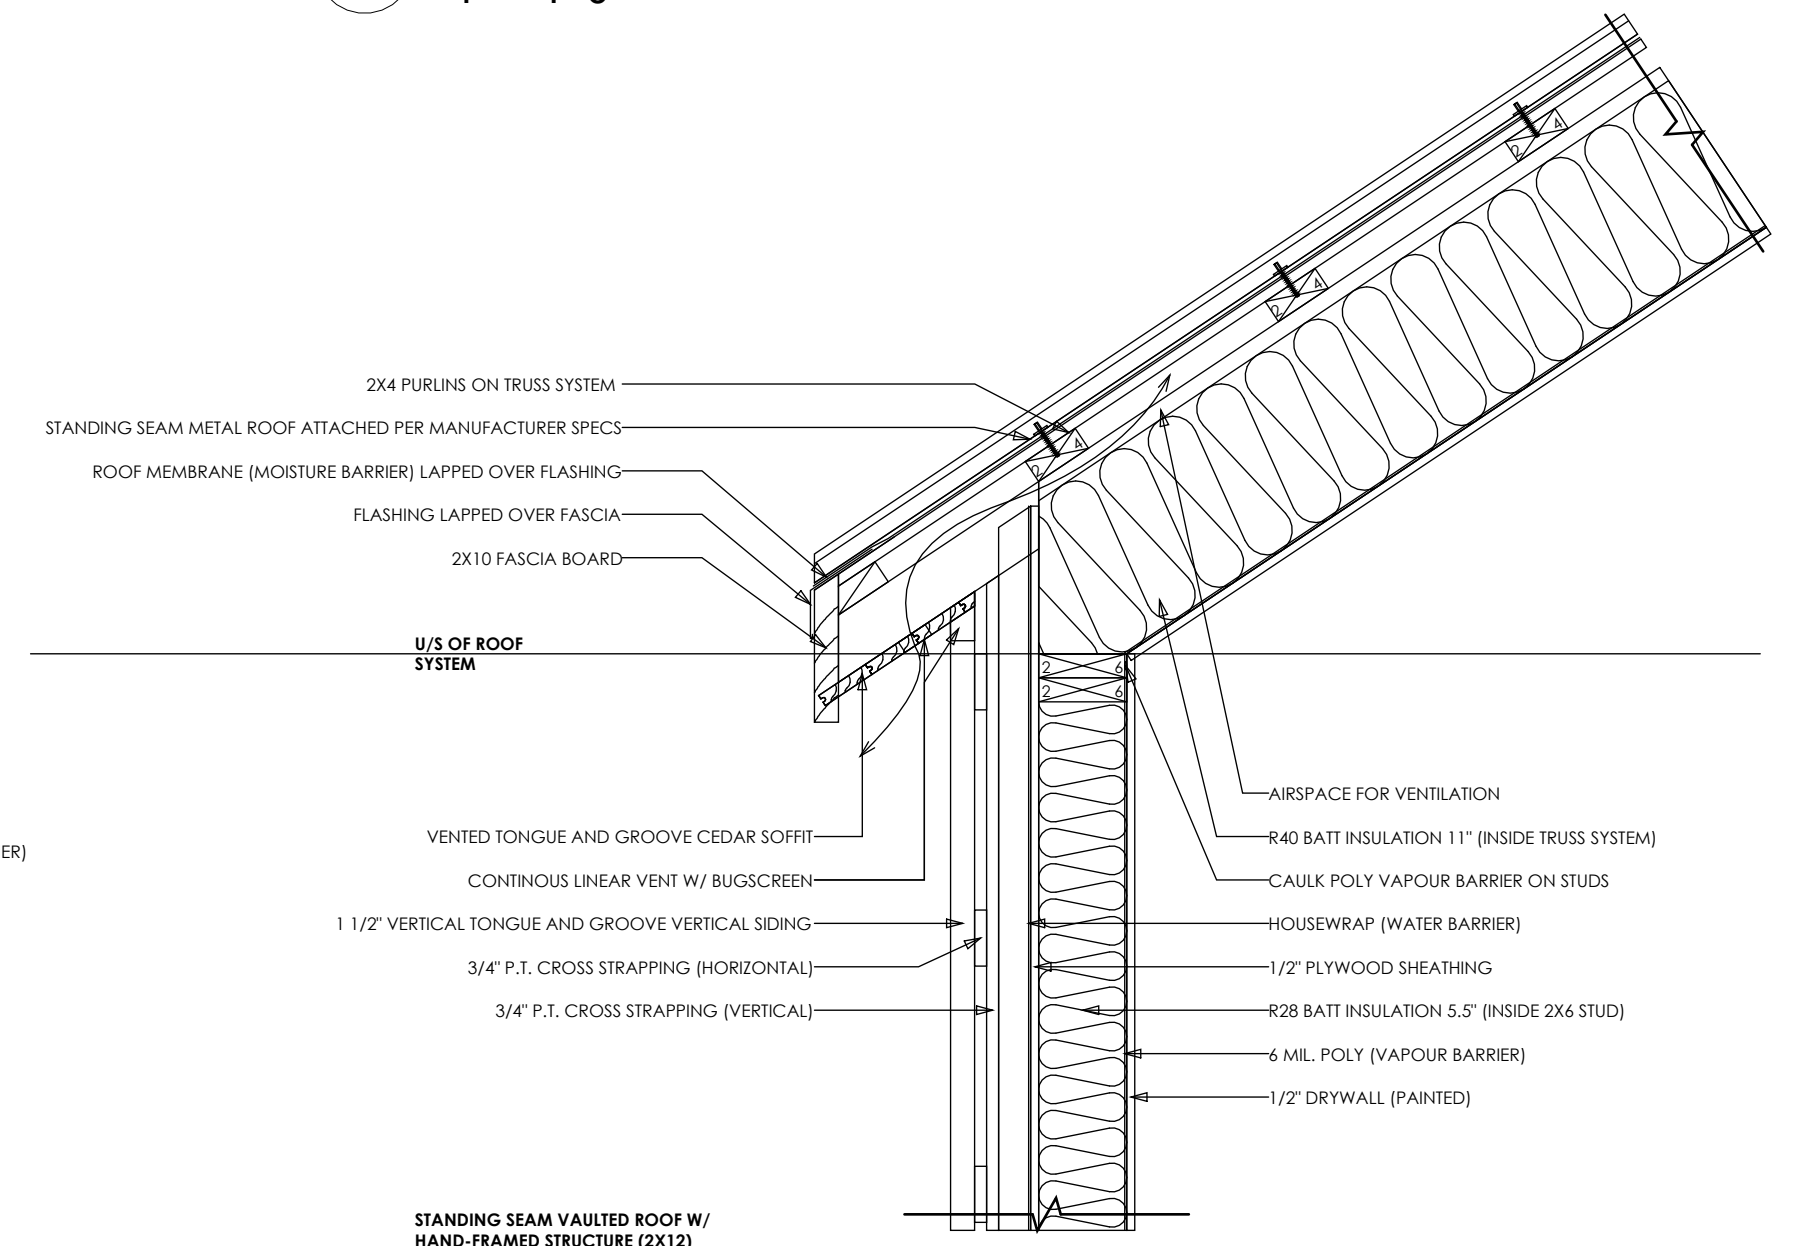 2X4 PURLINS ON TRUSS SYSTEM
STANDING SEAM METAL ROOF ATTACHED PER MANUFACTURER SPECS
ROOF MEMBRANE (MOISTURE BARRIER) LAPPED OVER FLASHING
FLASHING LAPPED OVER FASCIA
2X10 FASCIA BOARD
U/S OF ROOF
SYSTEM
2 4
2 4
2 4
2 6
2 6
VENTED TONGUE AND GROOVE CEDAR SOFFIT
CONTINOUS LINEAR VENT W/ BUGSCREEN
1 1/2" VERTICAL TONGUE AND GROOVE VERTICAL SIDING
3/4" P.T. CROSS STRAPPING (HORIZONTAL)
3/4" P.T. CROSS STRAPPING (VERTICAL)
AIRSPACE FOR VENTILATION
R40 BATT INSULATION 11" (INSIDE TRUSS SYSTEM)
CAULK POLY VAPOUR BARRIER ON STUDS
HOUSEWRAP (WATER BARRIER)
1/2" PLYWOOD SHEATHING
R28 BATT INSULATION 5.5" (INSIDE 2X6 STUD)
6 MIL. POLY (VAPOUR BARRIER)
1/2" DRYWALL (PAINTED)
ER)
STANDING SEAM VAULTED ROOF W/
HAND-FRAMED STRUCTURE (2X12)